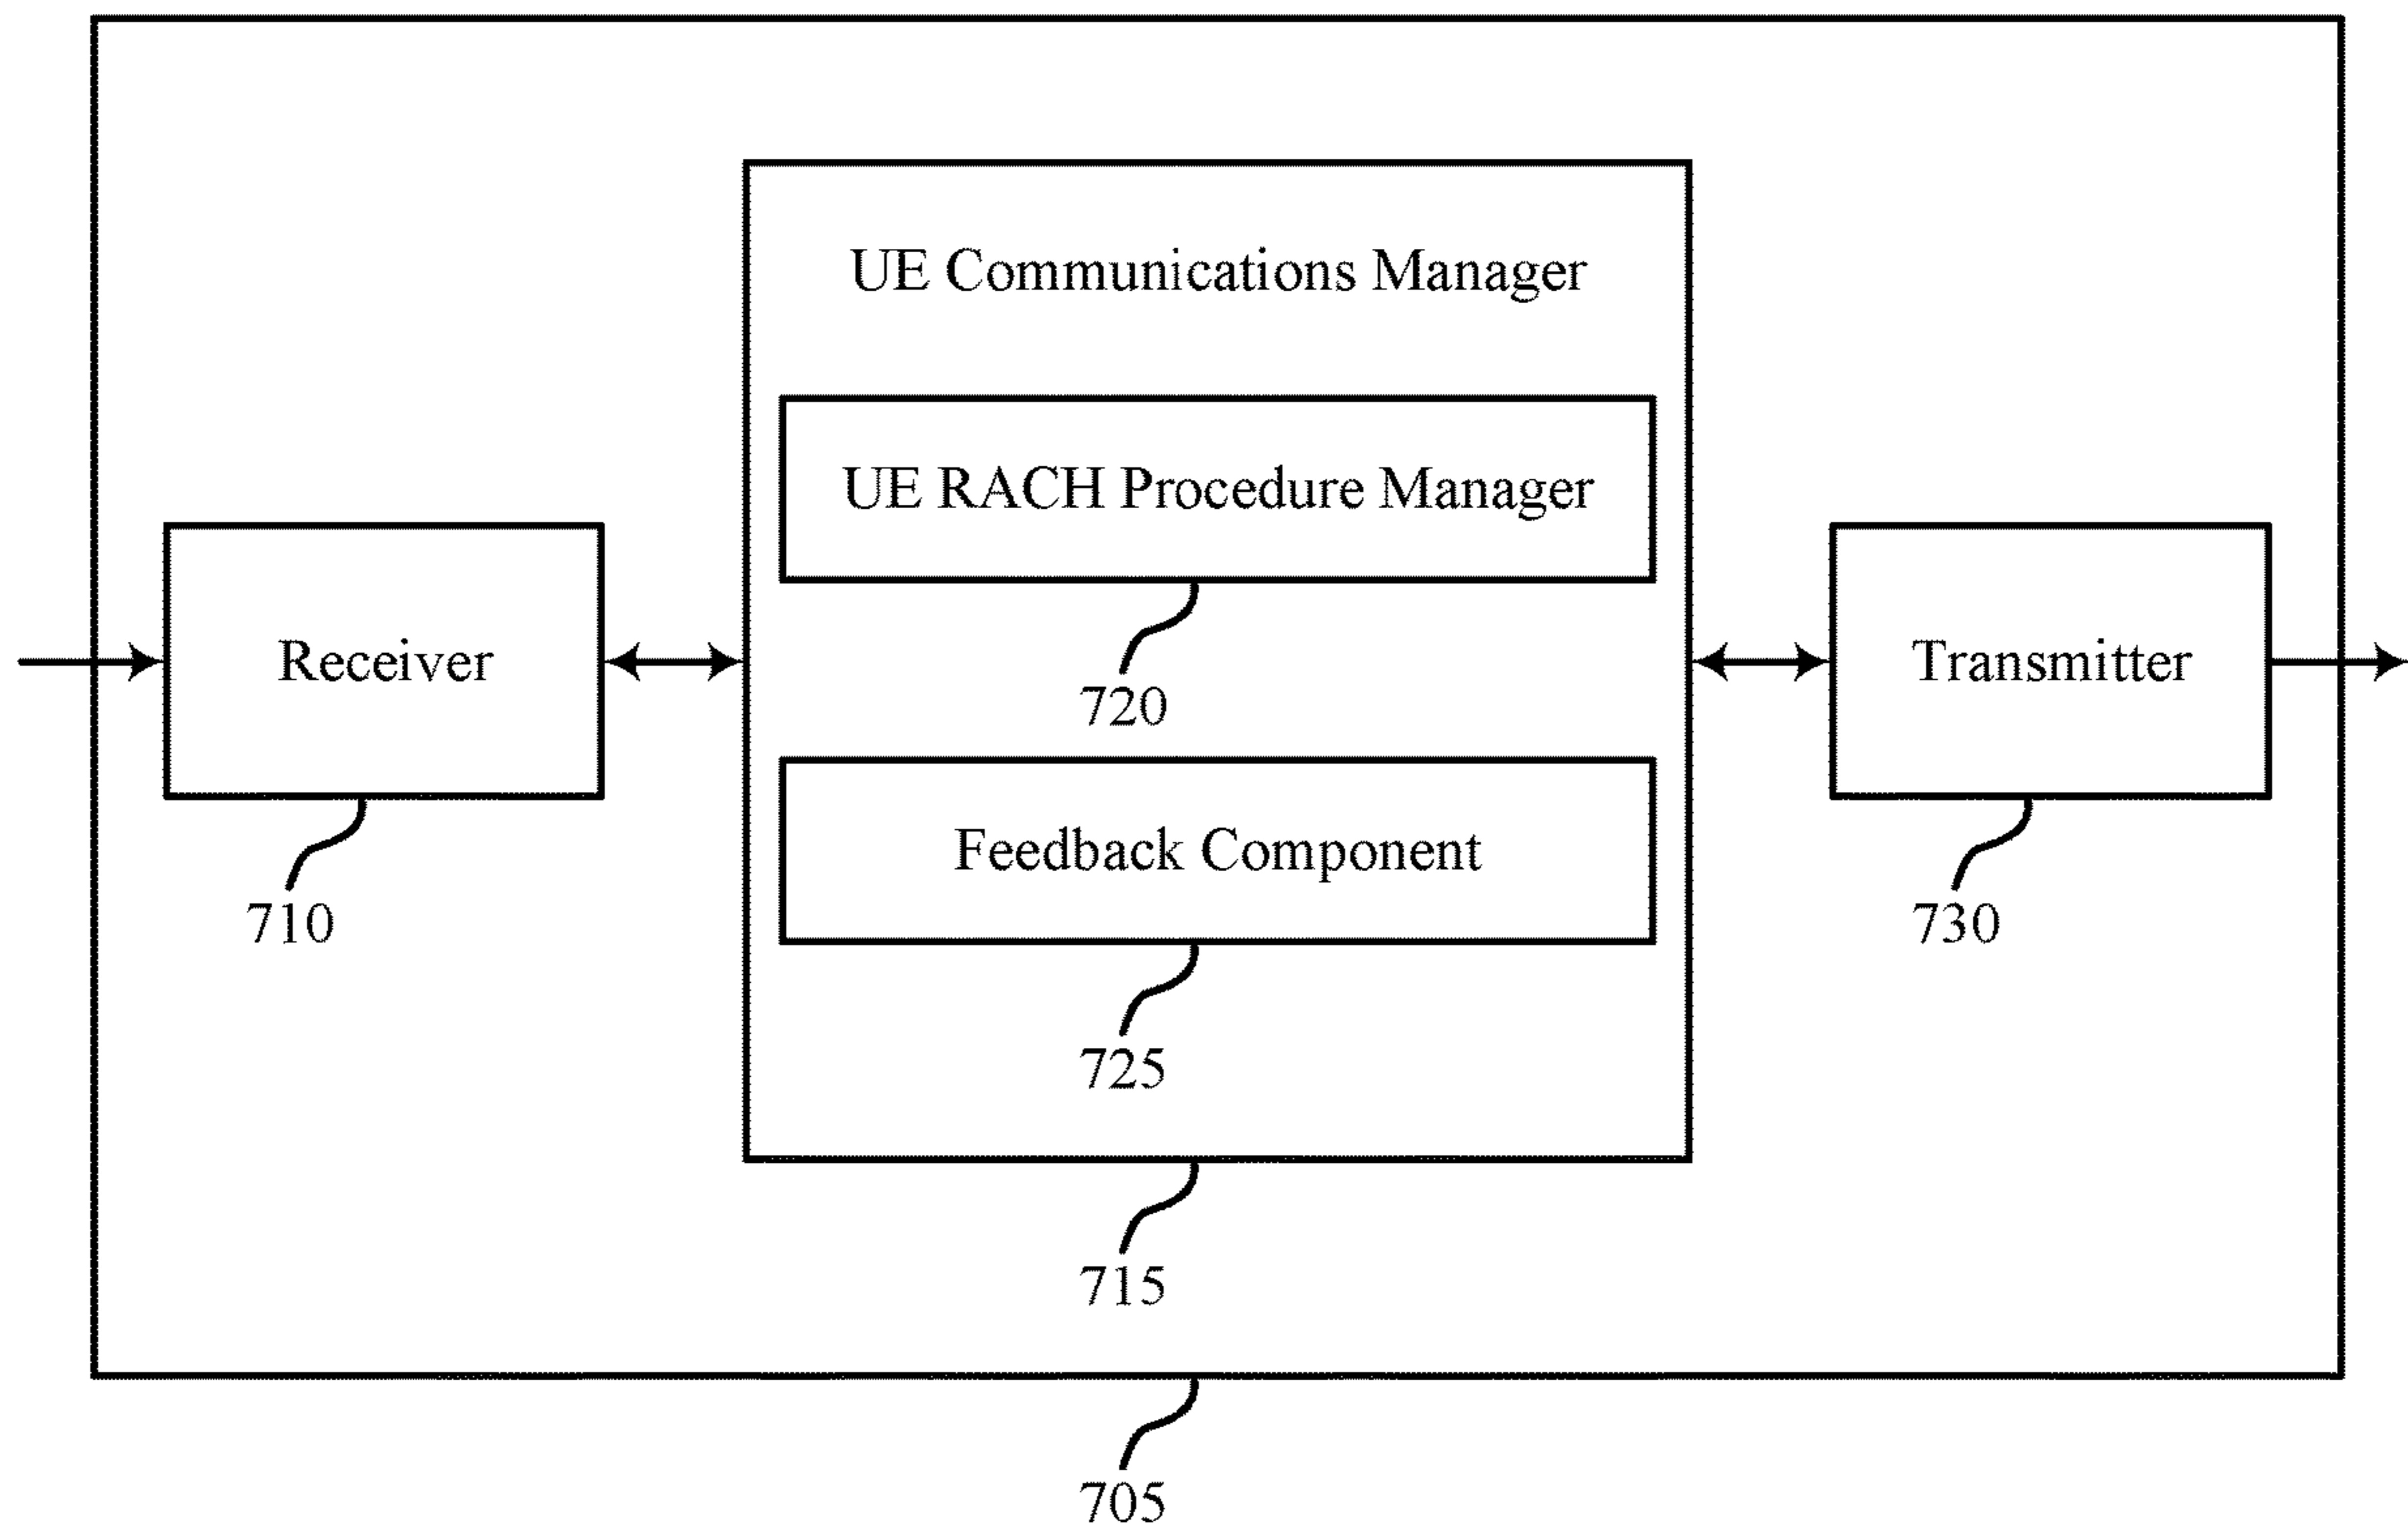 UE Communications Manager
UE RACH Procedure Manager
720
Receiver
710
Transmitter
730
Feedback Component
725
715
705